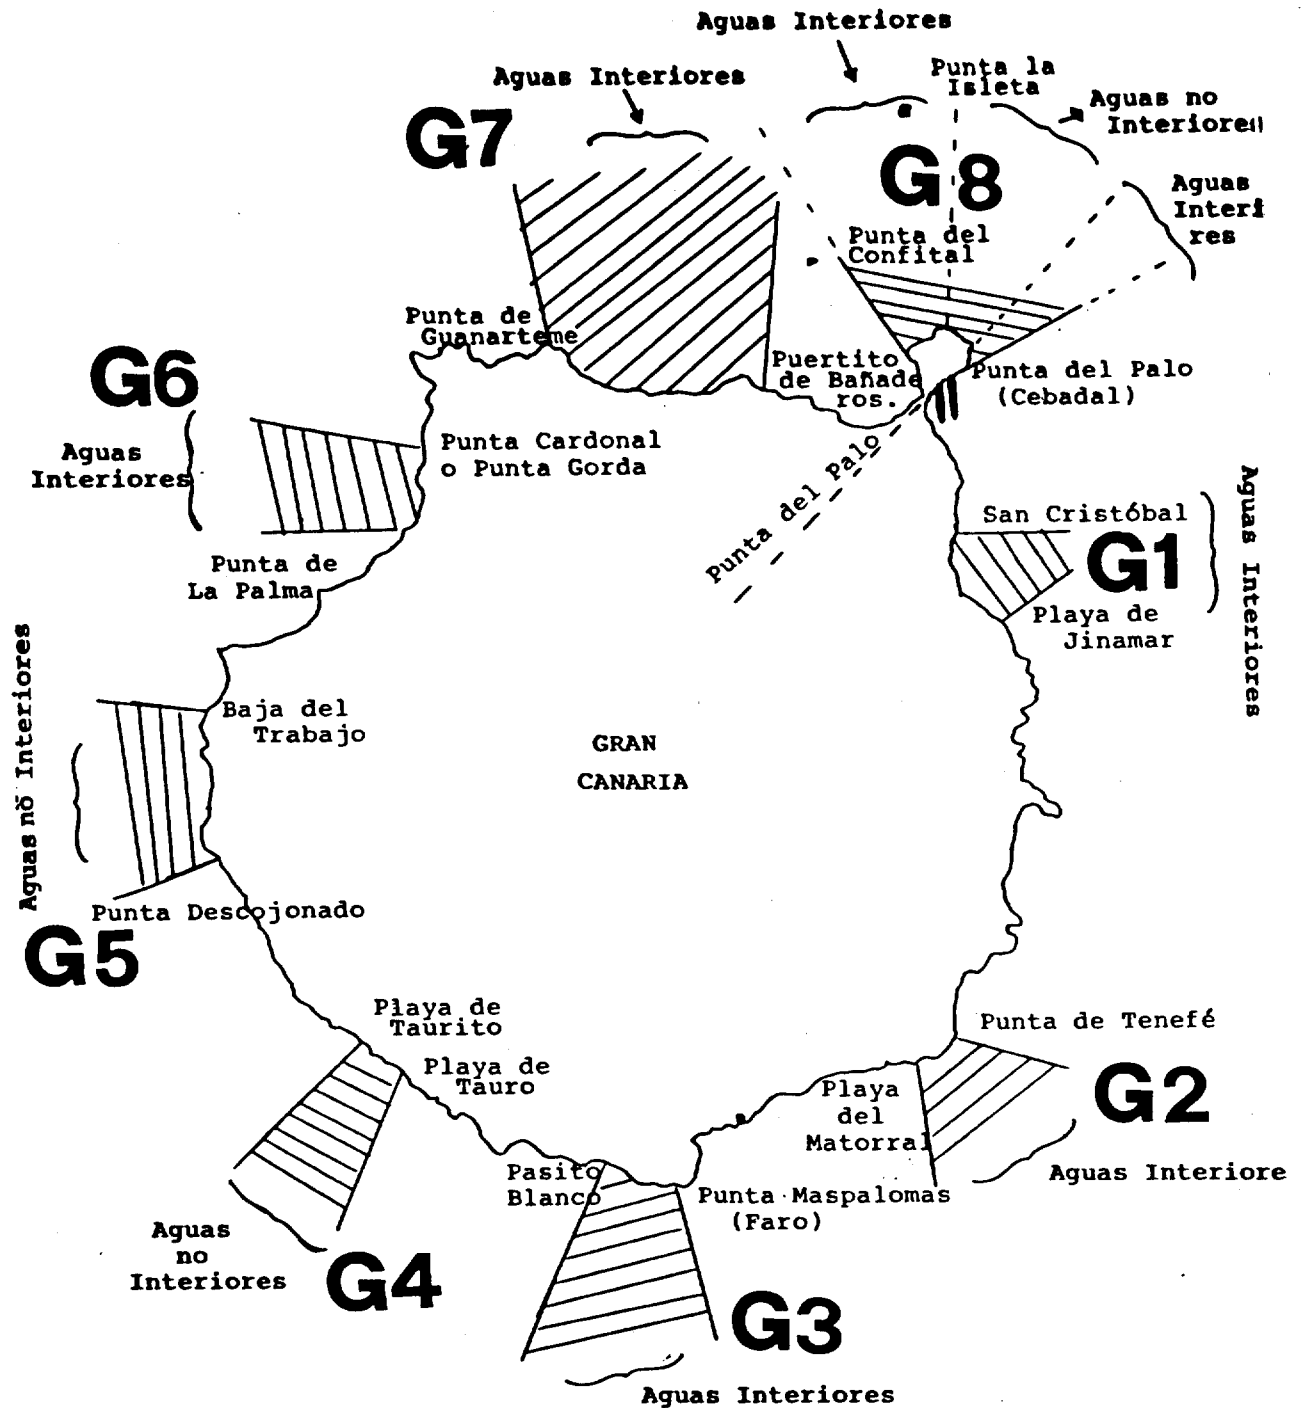 Aguas Interiores
Aguas Interiores
Punta la
Isleta
Aguas no
Interiores
G7
G8
Aguas
Interi
res
Punta del
Confital
Punta de
Guanarteme
G6
Puertito
de Bañade
ros.
Punta del Palo
(Cebadal)
Aguas
Interiores
Punta Cardonal
o Punta Gorda
Punta del Palo
San Cristóbal
G1
Aguas Interiores
Punta de
La Palma
Playa de
Jinamar
Aguas no Interiores
Baja del
Trabajo
GRAN
CANARIA
Punta Descojonado
G5
Playa de
Taurito
Punta de Tenefé
Playa de
Tauro
Playa
del
Matorral
G2
Aguas Interiore
Pasito
Blanco
Punta Maspalomas
(Faro)
Aguas
no
Interiores
G4
G3
Aguas Interiores